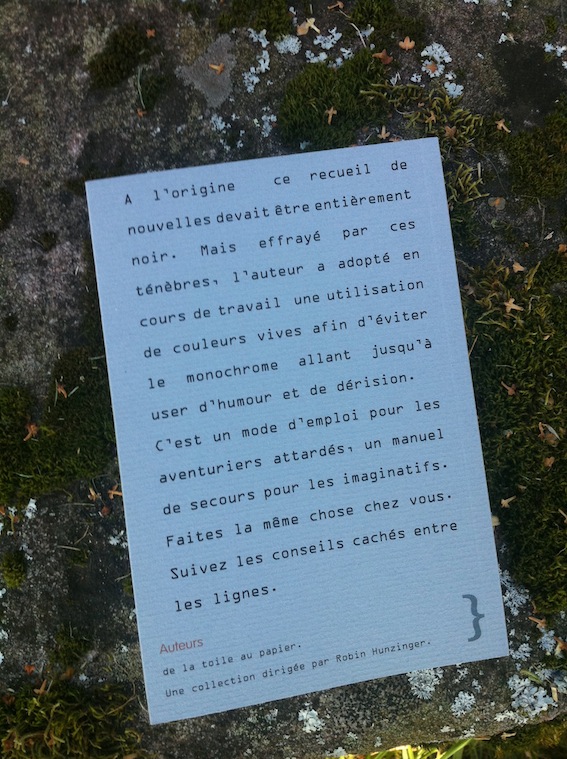 A l'origine ce recueil de
nouvelles devait être entièrement
noir. Mais effrayé par ces
ténèbres, l'auteur a adopté en
cours de travail une utilisation
de couleurs vives afin d'éviter
le monochrome allant jusqu'à
user d'humour et de dérision.
C'est un mode d'emploi pour les
aventuriers attardés, un manuel
de secours pour les imaginatifs.
Faites la même chose chez vous.
Suivez les conseils cachés entre
les lignes.
}
Auteurs
de la toile au papier.
Une collection dirigée par Robin Hunzinger.